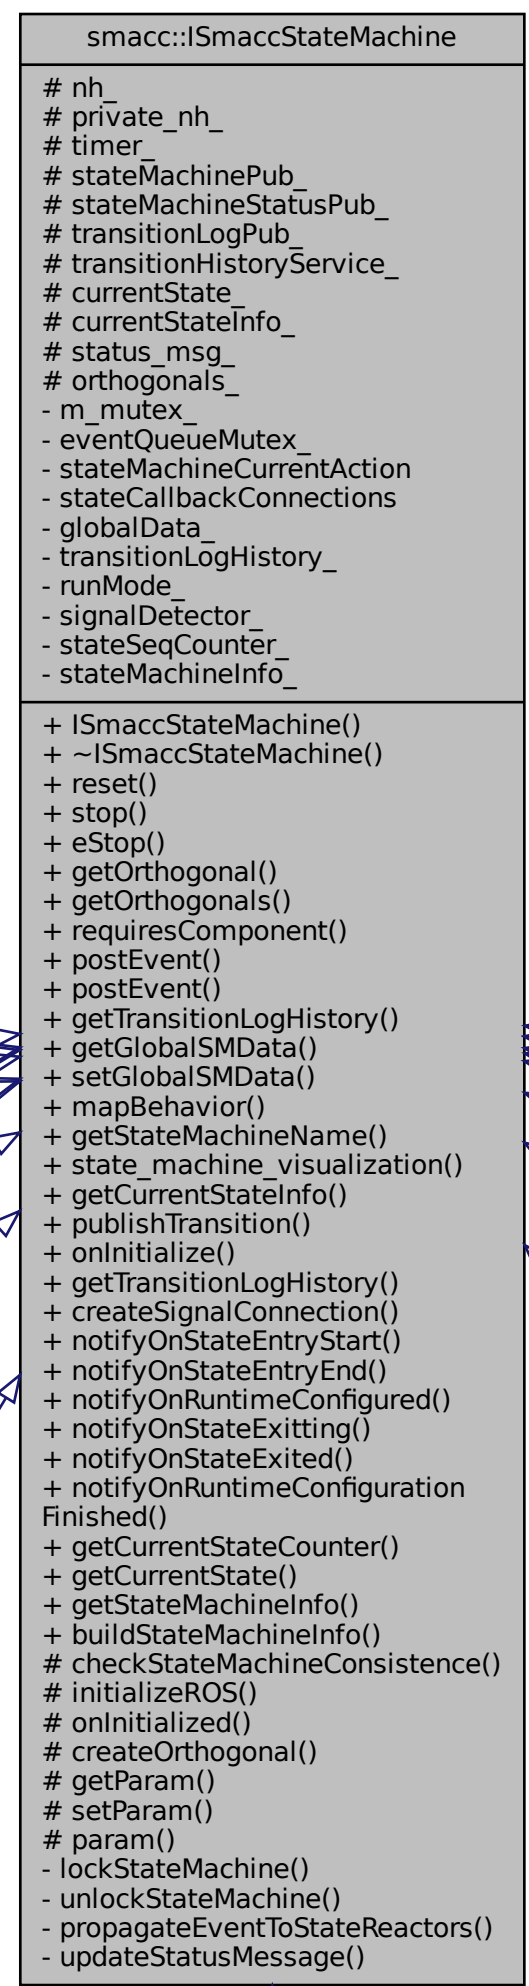 smacc::ISmaccStateMachine
# nh_
# private_nh_
# timer_
# stateMachinePub_
# stateMachineStatusPub_
# transitionLogPub_
# transitionHistoryService_
# currentState_
# currentStateInfo_
# status_msg_
# orthogonals_
- m_mutex_
- eventQueueMutex_
- stateMachineCurrentAction
- stateCallbackConnections
- globalData_
- transitionLogHistory_
- runMode_
- signalDetector_
- stateSeqCounter_
- stateMachineInfo_
+ ISmaccStateMachine()
+ ~ISmaccStateMachine()
+ reset()
+ stop()
+ eStop()
+ getOrthogonal()
+ getOrthogonals()
+ requiresComponent()
+ postEvent()
+ postEvent()
+ getTransitionLogHistory()
+ getGlobalSMData()
+ setGlobalSMData()
+ mapBehavior()
+ getStateMachineName()
+ state_machine_visualization()
+ getCurrentStateInfo()
+ publishTransition()
+ onInitialize()
+ getTransitionLogHistory()
+ createSignalConnection()
+ notifyOnStateEntryStart()
+ notifyOnStateEntryEnd()
+ notifyOnRuntimeConfigured()
+ notifyOnStateExitting()
+ notifyOnStateExited()
+ notifyOnRuntimeConfiguration
Finished()
+ getCurrentStateCounter()
+ getCurrentState()
+ getStateMachineInfo()
+ buildStateMachineInfo()
# checkStateMachineConsistence()
# initializeROS()
# onInitialized()
# createOrthogonal()
# getParam()
# setParam()
# param()
- lockStateMachine()
- unlockStateMachine()
- propagateEventToStateReactors()
- updateStatusMessage()